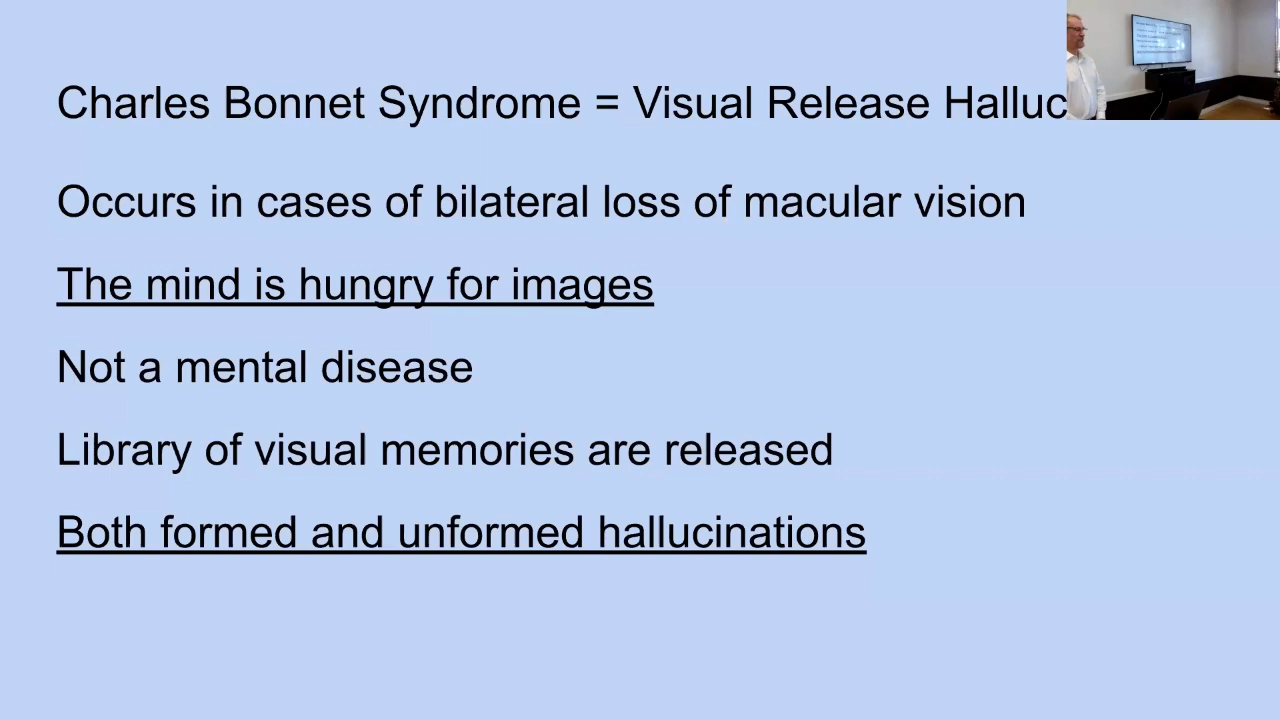 Charles Bonnet Syndrome = Visual Release Halluc
Occurs in cases of bilateral loss of macular vision
The mind is hungry for images
Not a mental disease
Library of visual memories are released
Both formed and unformed hallucinations